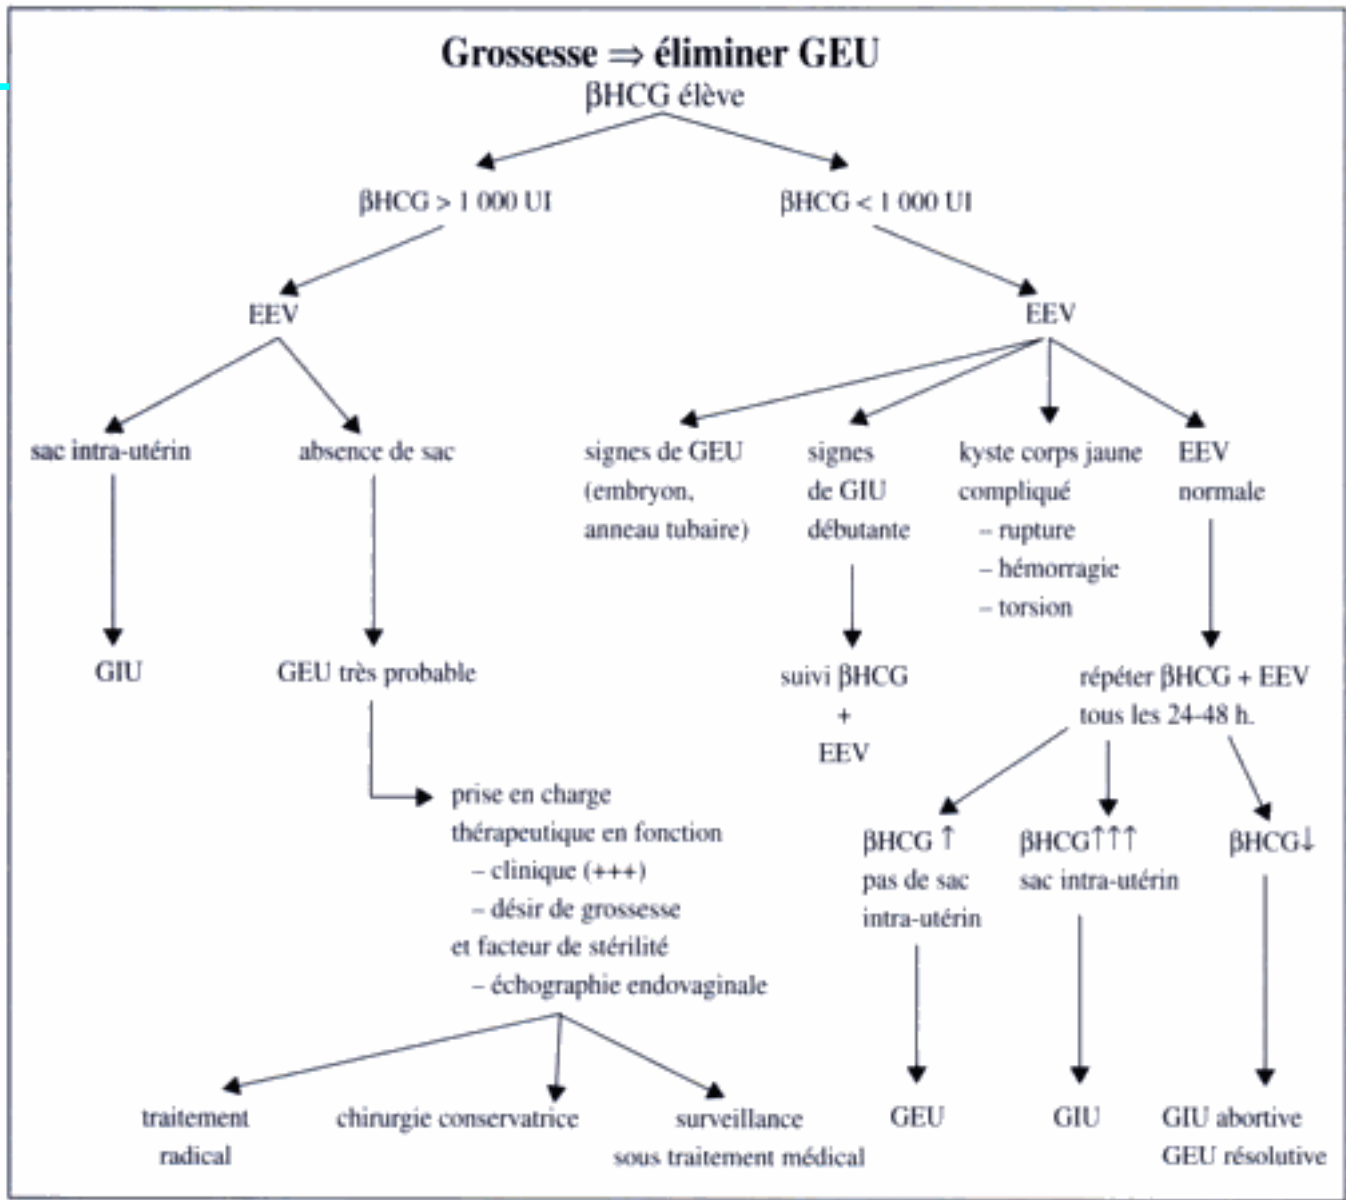 Grossesse ⇒ éliminer GEU
βHCG élève
βHCG > 1 000 UI
βHCG < 1 000 UI
EEV
EEV
sac intra-utérin
absence de sac
signes de GEU
(embryon,
anneau tubaire)
signes
de GIU
débutante
kyste corps jaune
compliqué
– rupture
– hémorragie
– torsion
EEV
normale
GIU
GEU très probable
suivi βHCG
+
EEV
répéter βHCG + EEV
tous les 24-48 h.
prise en charge
thérapeutique en fonction
– clinique (+++)
– désir de grossesse
et facteur de stérilité
– échographie endovaginale
βHCG ↑
pas de sac
intra-utérin
βHCG↑↑↑
sac intra-utérin
βHCG↓
traitement
radical
chirurgie conservatrice
surveillance
sous traitement médical
GEU
GIU
GIU abortive
GEU résolutive